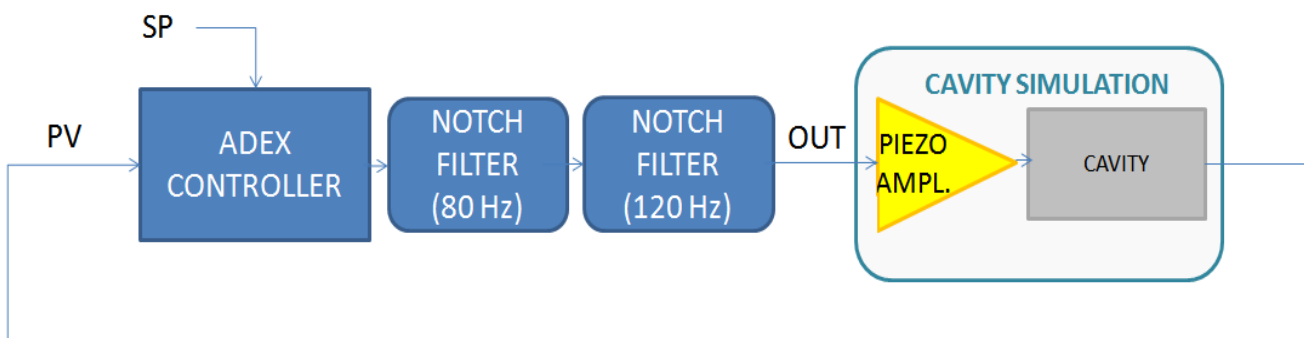 SP
PV
ADEX
CONTROLLER
NOTCH
FILTER
(80 Hz)
NOTCH
FILTER
(120 Hz)
OUT
CAVITY SIMULATION
PIEZO
AMPL.
CAVITY